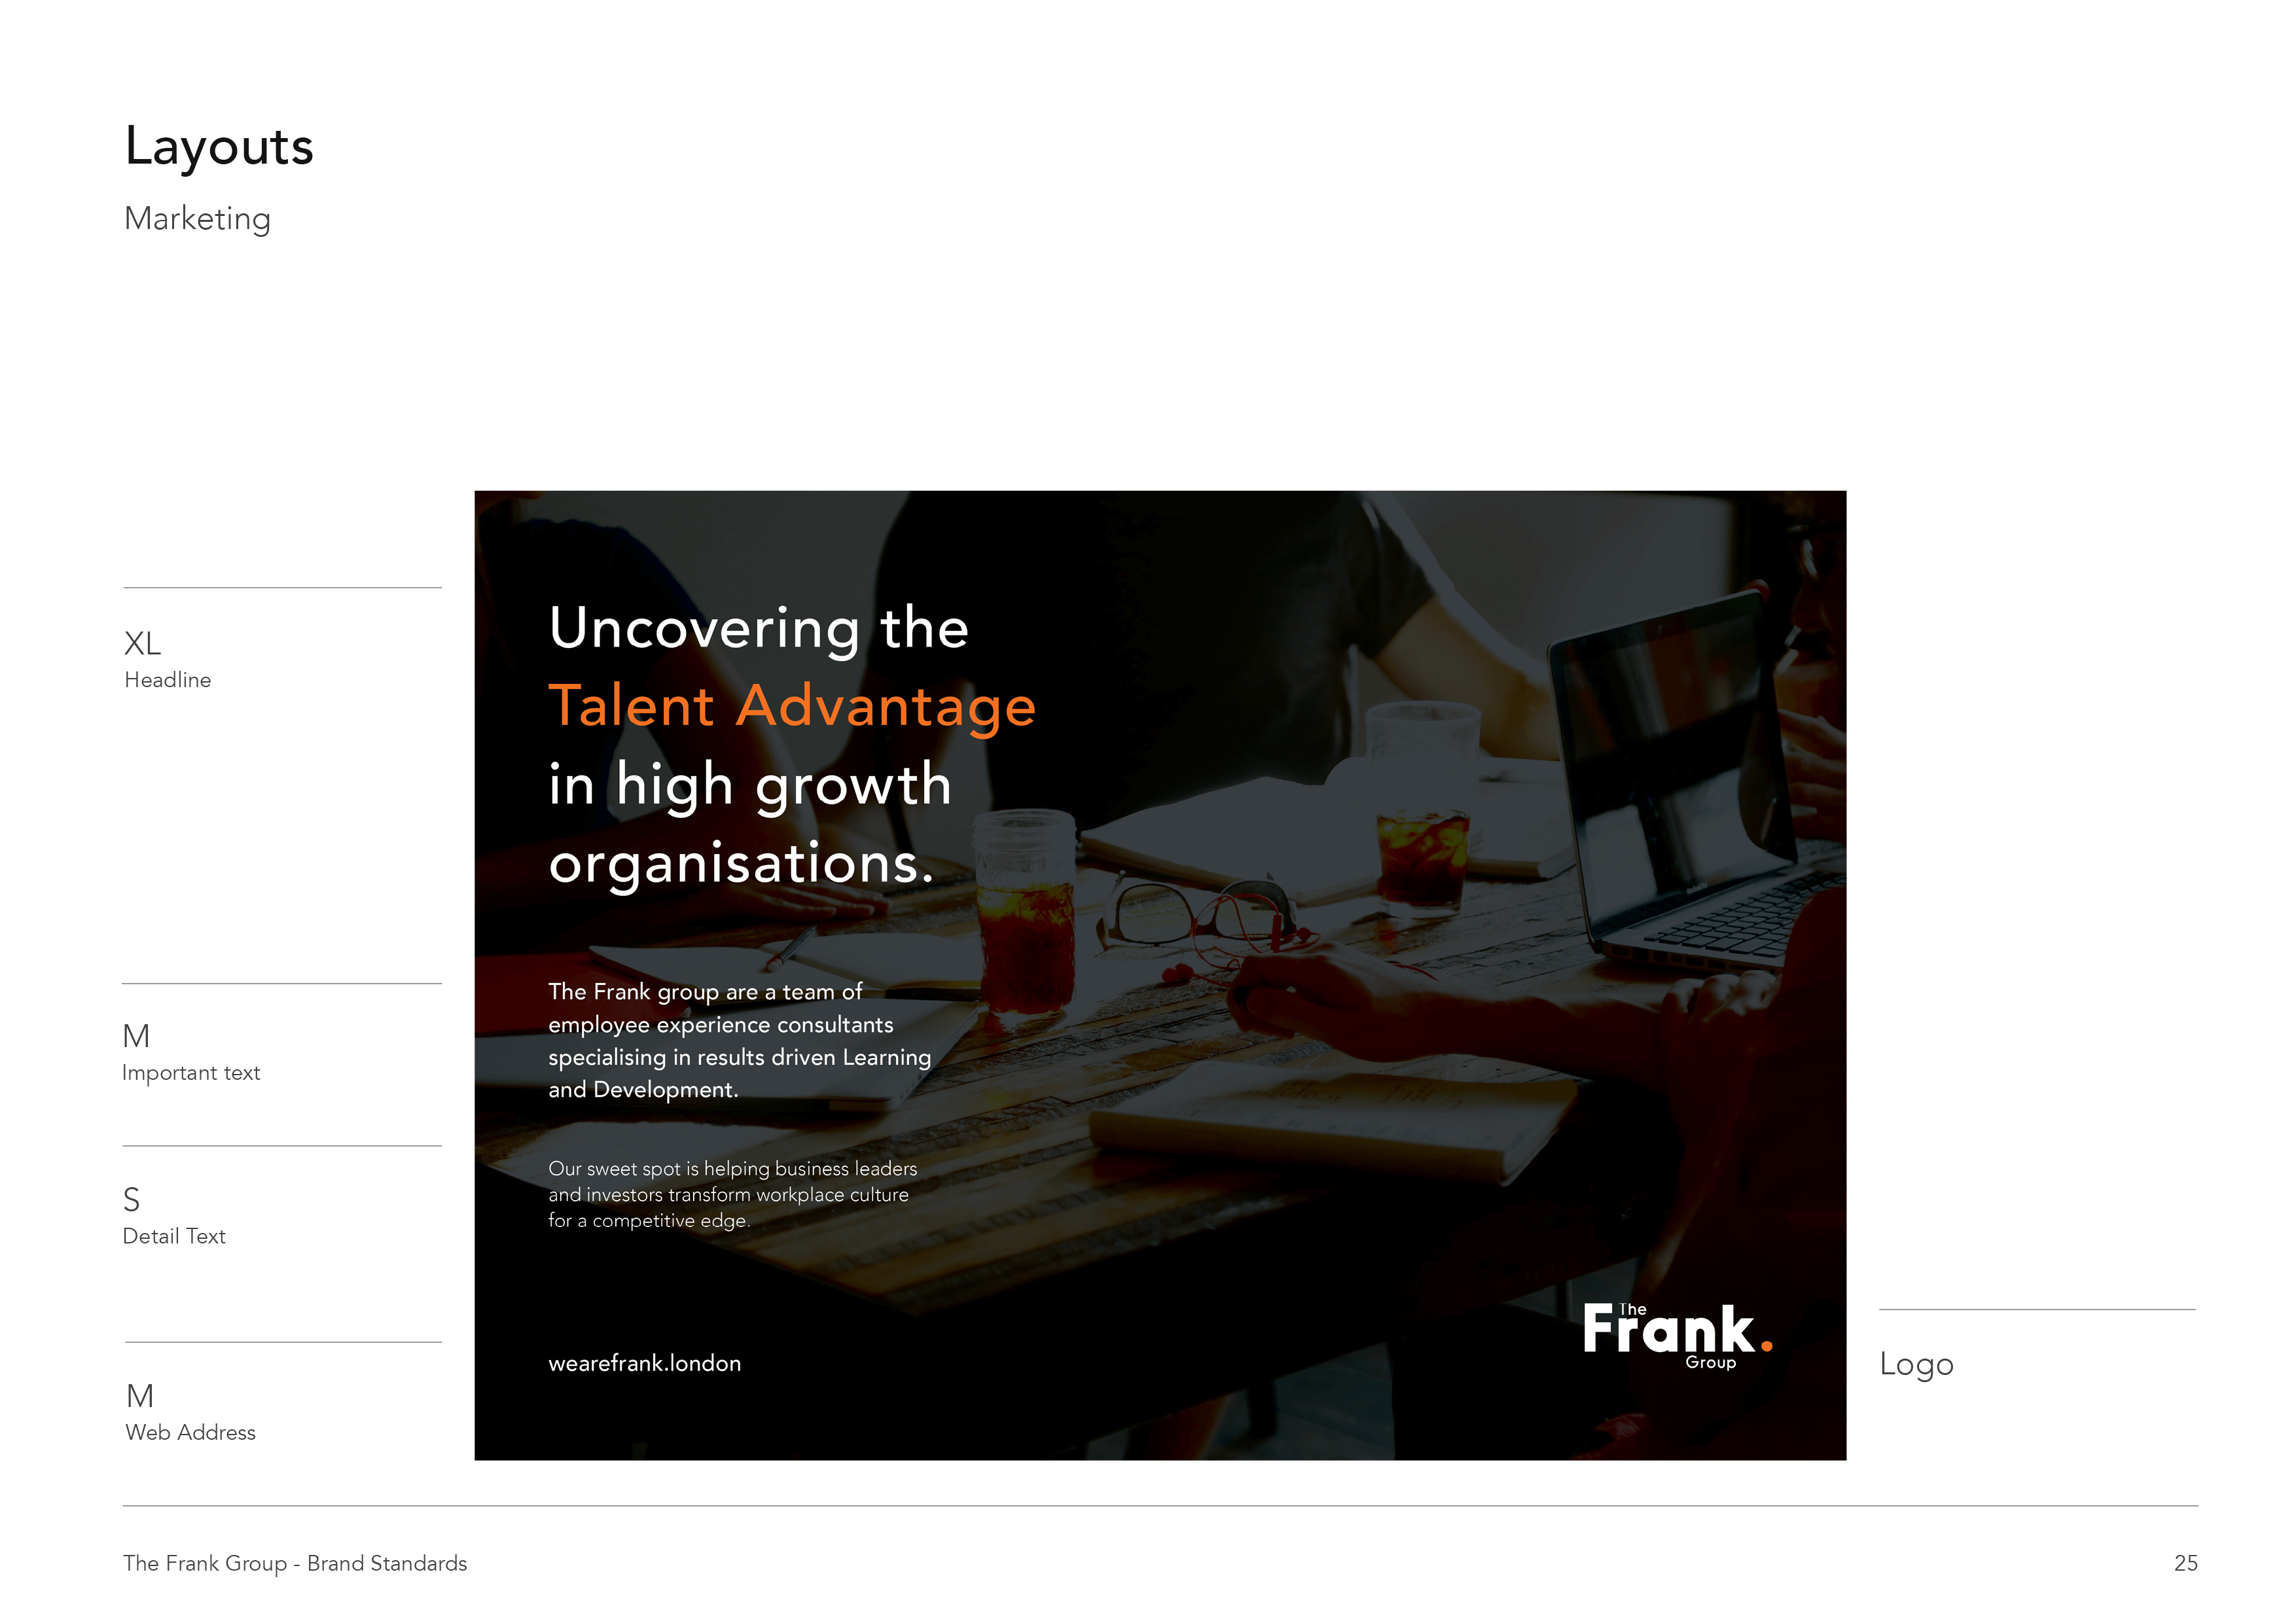 Layouts
Marketing
XL
Headline
Uncovering the
Talent Advantage
in high growth
organisations.
M
Important text
The Frank group are a team of
employee experience consultants
specialising in results driven Learning
and Development.
S
Detail Text
Our sweet spot is helping business leaders
and investors transform workplace culture
for a competitive edge.
M
Web Address
wearefrank.london
The
Frank.
Group
Logo
The Frank Group - Brand Standards
25